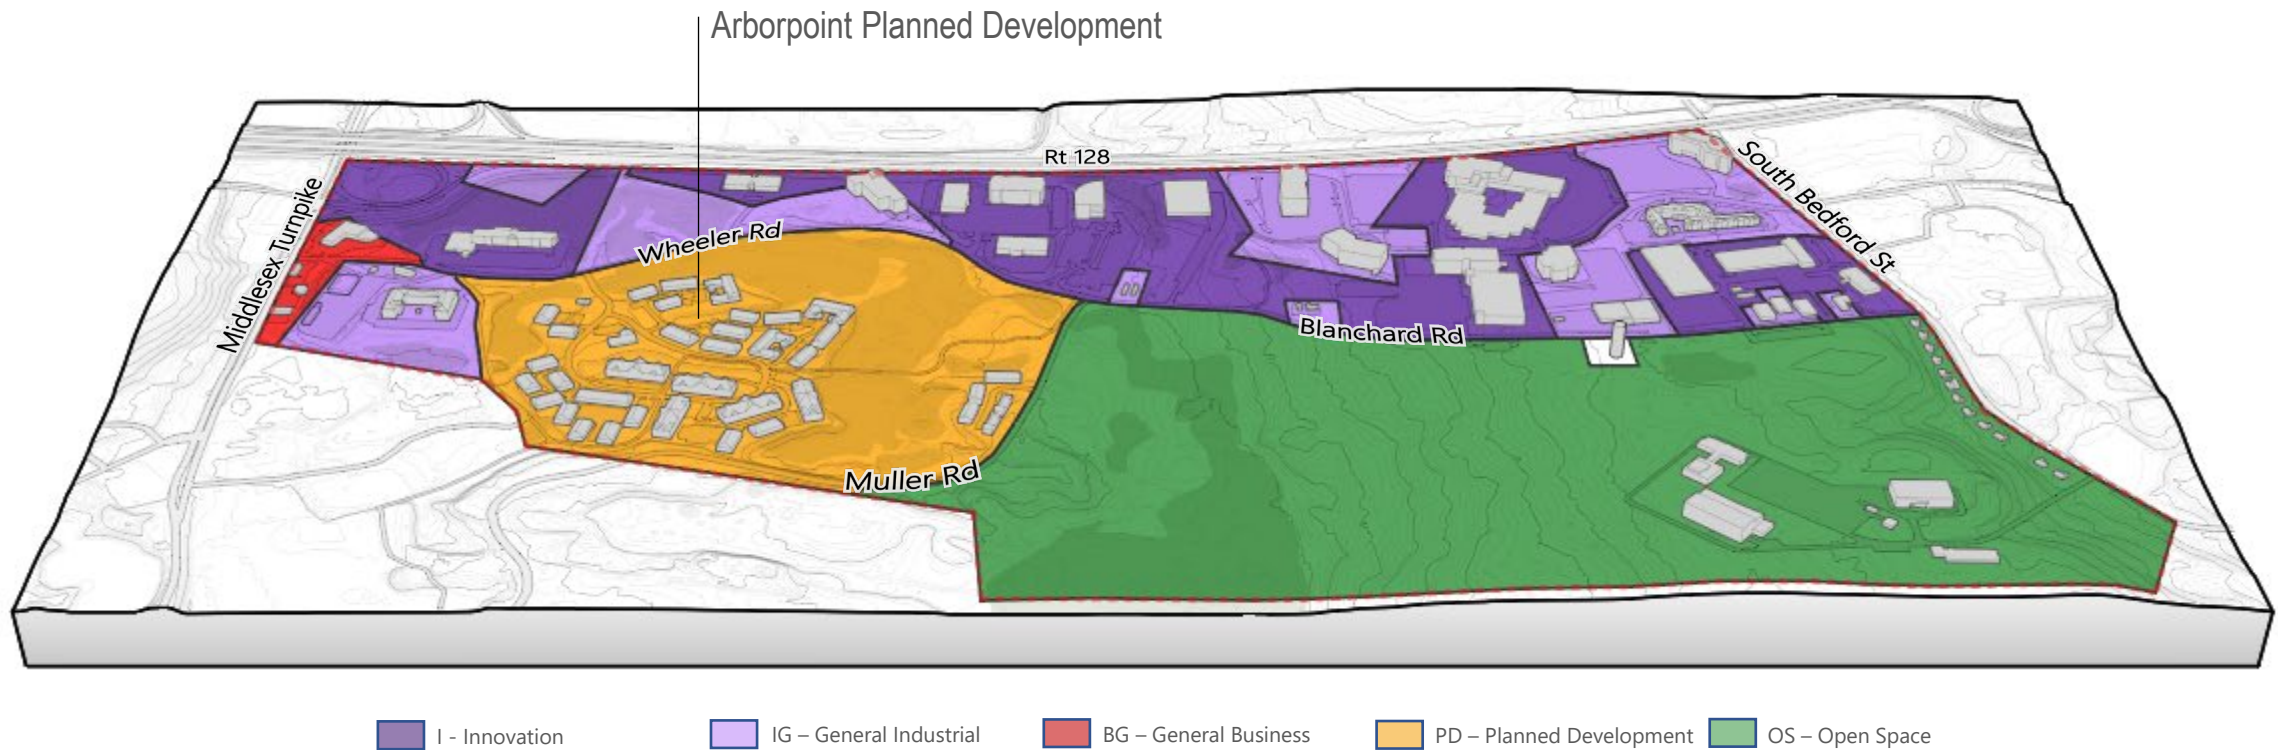 Arborpoint Planned Development
Rt 128
South Bedford St
Middlesex Turnpike
Wheeler Rd
Blanchard Rd
Muller Rd
I - Innovation
IG – General Industrial
BG – General Business
PD – Planned Development
OS – Open Space